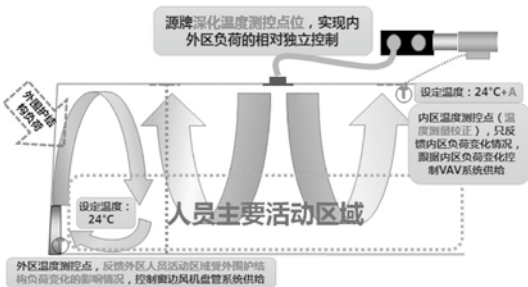 源牌深化温度测控点位，实现内
外区负荷的相对独立控制
外围护结
构负荷
设定温度：24℃+A
内区温度测控点（温
度测量校正），只反
馈内区负荷变化情况，
跟据内区负荷变化控
制VAV系统供给
设定温度：
24℃
人员主要活动区域
外区温度测控点，反馈外区人员活动区域受外围护结
构负荷变化的影响情况，控制窗边风机盘管系统供给